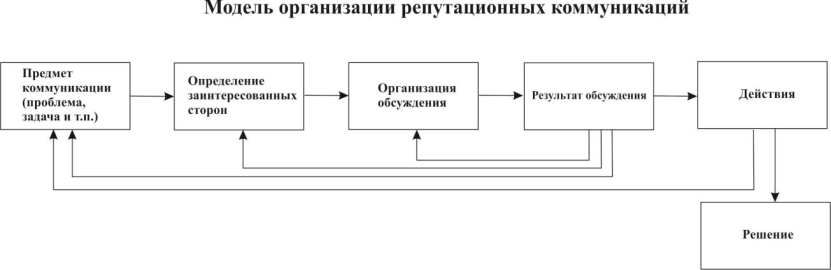 Модель организации репутационных коммуникаций
Предмет
коммуникации
(проблема,
задача и т.п.)
Определение
заинтересованных
сторон
Организация
обсуждения
Результат обсуждения
Действия
Решение